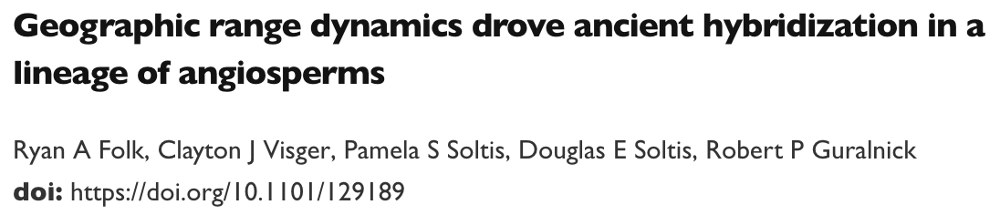 Geographic range dynamics drove ancient hybridization in a
lineage of angiosperms
Ryan A Folk, Clayton J Visger, Pamela S Soltis, Douglas E Soltis, Robert P Guralnick
doi: https://doi.org/10.1101/129189